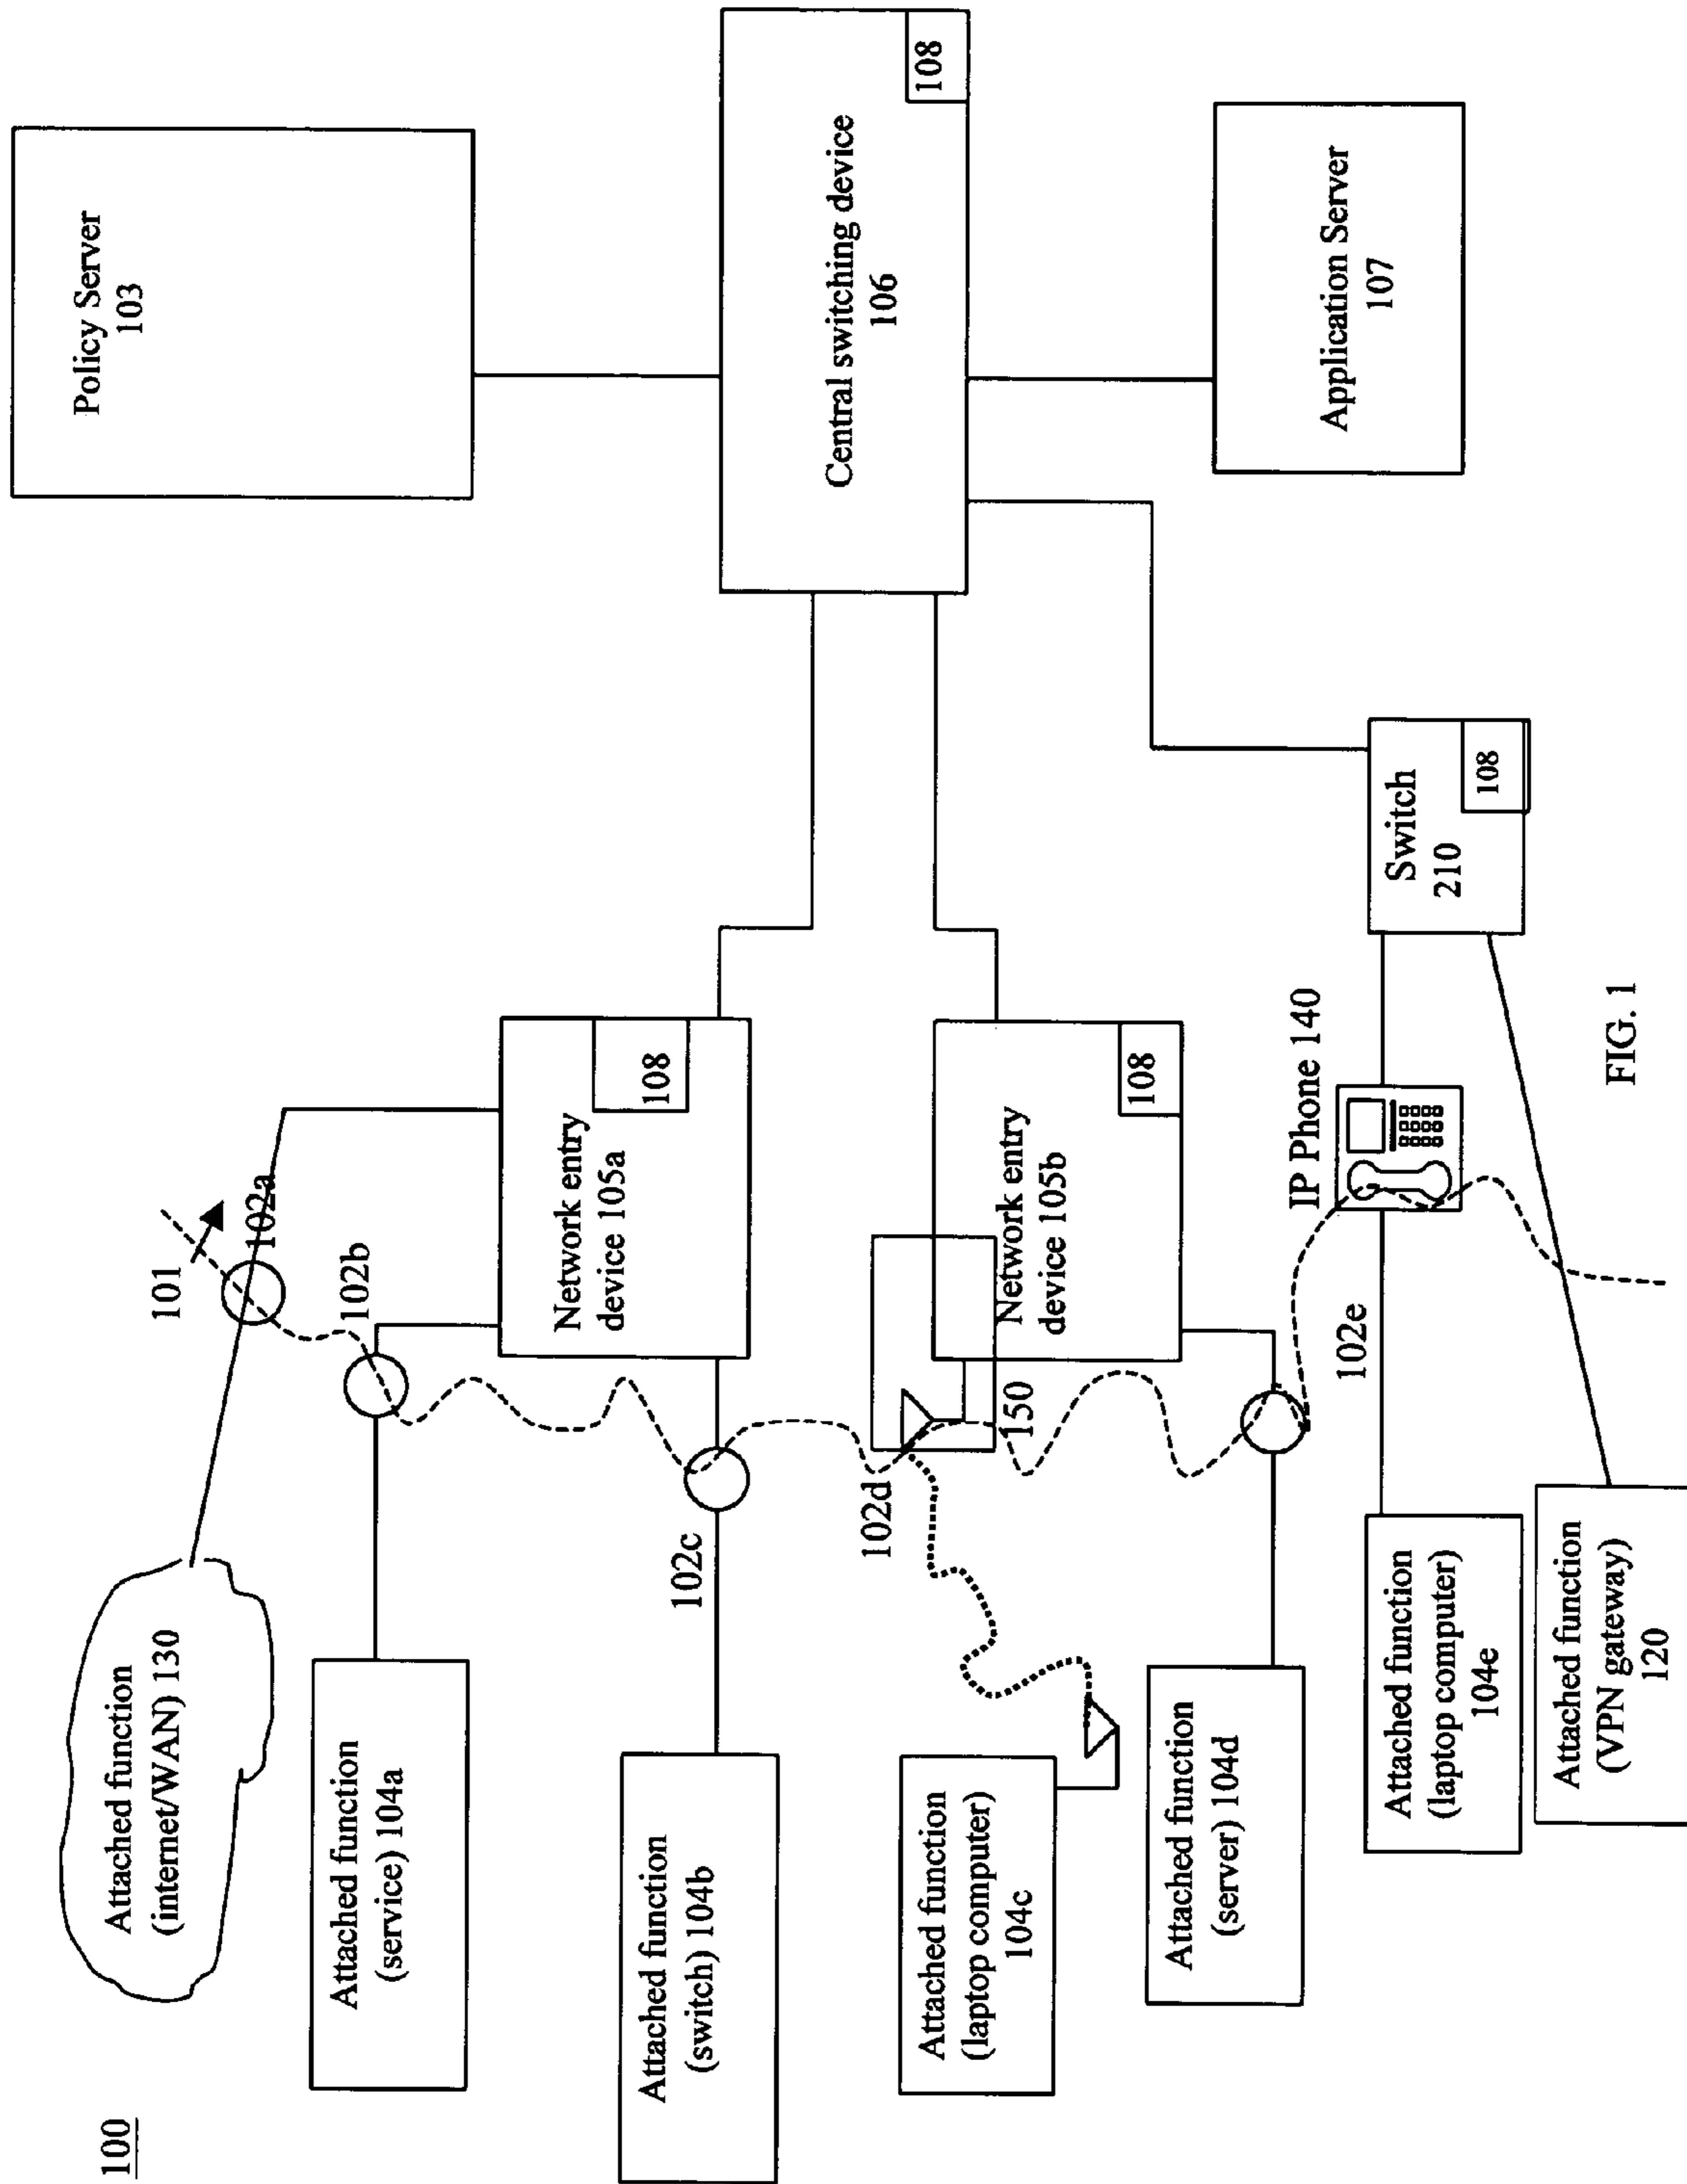 100
Attached function
(internet/WAN) 130
101
102a
Attached function
(service) 104a
102b
Network entry
device 105a
108
Policy Server
103
Attached function
(switch) 104b
102c
Central switching device
106
108
Attached function
(laptop computer)
104c
102d
150
Network entry
device 105b
108
Attached function
(server) 104d
Application Server
107
IP Phone 140
102e
Attached function
(laptop computer)
104e
Switch
210
108
Attached function
(VPN gateway)
120
FIG. 1